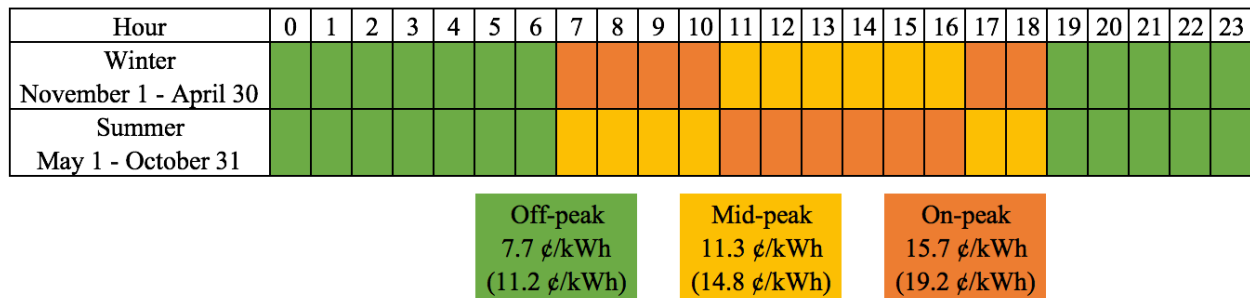 Hour 0 1 2 3 4 5 6 7 8 9 10 11 12 13 14 15 16 17 18 19 20 21 22 23
Winter
November 1 - April 30
Summer
May 1 - October 31
Off-peak
7.7 ¢/kWh
(11.2 ¢/kWh)
Mid-peak
11.3 ¢/kWh
(14.8 ¢/kWh)
On-peak
15.7 ¢/kWh
(19.2 ¢/kWh)